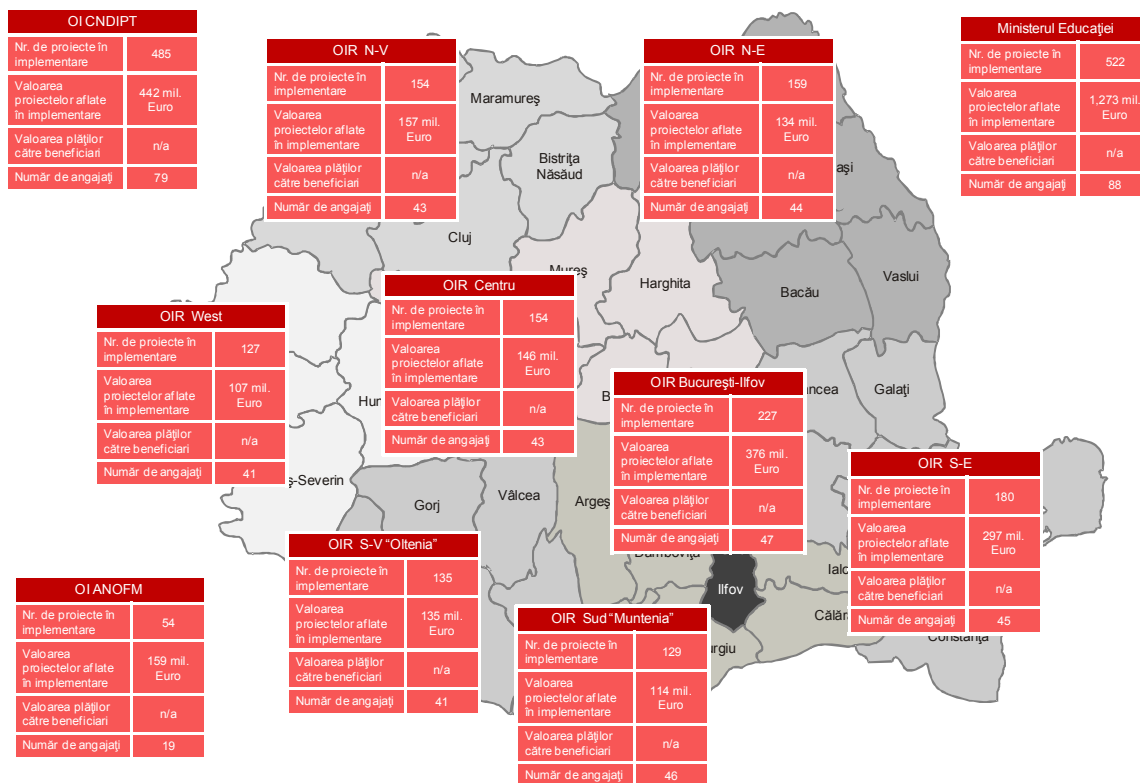 OI CNDIPT
Nr. de proiecte în
implementare
485
Valoarea
proiectelor aflate
în implementare
442 mil.
Euro
Valoarea plăţilor
către beneficiari
n/a
Număr de angajaţi
79
OIR N-V
Nr. de proiecte în
implementare
154
Valoarea
proiectelor aflate
în implementare
157 mil.
Euro
Valoarea plăţilor
către beneficiari
n/a
Număr de angajaţi
43
OIR N-E
Nr. de proiecte în
implementare
159
Valoarea
proiectelor aflate
în implementare
134 mil.
Euro
Valoarea plăţilor
către beneficiari
n/a
Număr de angajaţi
44
Ministerul Educaţiei
Nr. de proiecte în
implementare
522
Valoarea
proiectelor aflate
în implementare
1,273 mil.
Euro
Valoarea plăţilor
către beneficiari
n/a
Număr de angajaţi
88
Maramureş
Bistriţa
Năsăud
aşi
Cluj
Mureş
Harghita
Bacău
Vaslui
OIR West
Nr. de proiecte în
implementare
127
Valoarea
proiectelor aflate
în implementare
107 mil.
Euro
Valoarea plăţilor
către beneficiari
n/a
Număr de angajaţi
41
OIR Centru
Nr. de proiecte în
implementare
154
Valoarea
proiectelor aflate
în implementare
146 mil.
Euro
Valoarea plăţilor
către beneficiari
n/a
Număr de angajaţi
43
Hun
B
ncea
Galaţi
OIR Bucureşti-Ilfov
Nr. de proiecte în
implementare
227
Valoarea
proiectelor aflate
în implementare
376 mil.
Euro
Valoarea plăţilor
către beneficiari
n/a
Număr de angajaţi
47
OIR S-E
Nr. de proiecte în
implementare
180
Valoarea
proiectelor aflate
în implementare
297 mil.
Euro
Valoarea plăţilor
către beneficiari
n/a
Număr de angajaţi
45
ş-Severin
Gorj
Vâlcea
Argeş
Dâmboviţa
Ilfov
Ialo
Călăra
Constanţa
urgiu
OIR S-V "Oltenia"
Nr. de proiecte în
implementare
135
Valoarea
proiectelor aflate
în implementare
135 mil.
Euro
Valoarea plăţilor
către beneficiari
n/a
Număr de angajaţi
41
OI ANOFM
Nr. de proiecte în
implementare
54
Valoarea
proiectelor aflate
în implementare
159 mil.
Euro
Valoarea plăţilor
către beneficiari
n/a
Număr de angajaţi
19
OIR Sud "Muntenia"
Nr. de proiecte în
implementare
129
Valoarea
proiectelor aflate
în implementare
114 mil.
Euro
Valoarea plăţilor
către beneficiari
n/a
Număr de angajaţi
46